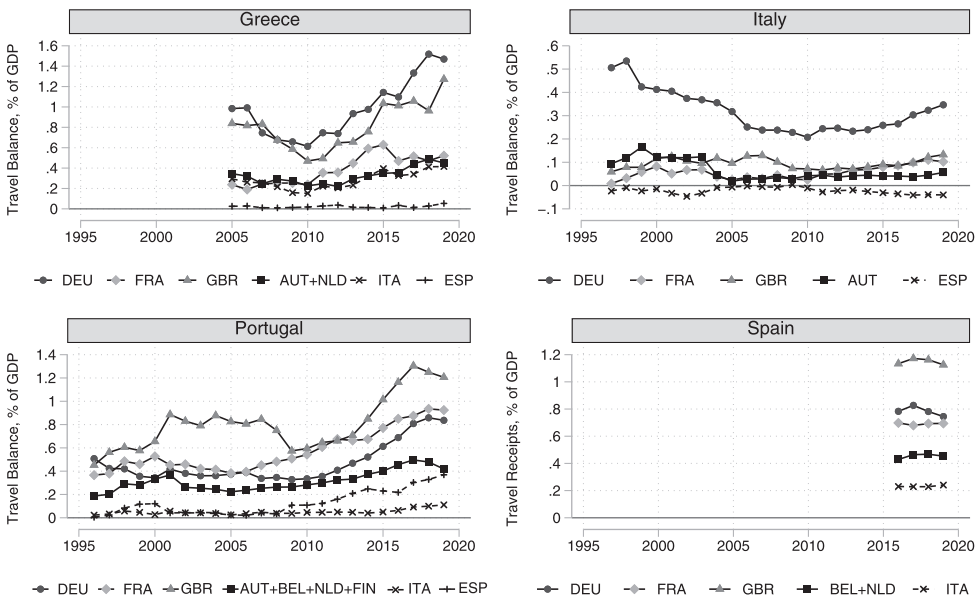 Greece
Travel Balance, % of GDP
1.6
1.4
1.2
1
.8
.6
.4
.2
0
1995 2000 2005 2010 2015 2020
DEU FRA GBR AUT+NLD ITA ESP
Italy
Travel Balance, % of GDP
.6
.5
.4
.3
.2
.1
0
-.1
1995 2000 2005 2010 2015 2020
DEU FRA GBR AUT ESP
Portugal
Travel Balance, % of GDP
1.4
1.2
1
.8
.6
.4
.2
0
1995 2000 2005 2010 2015 2020
DEU FRA GBR AUT+BEL+NLD+FIN ITA ESP
Spain
Travel Receipts, % of GDP
1.2
1
.8
.6
.4
.2
0
1995 2000 2005 2010 2015 2020
DEU FRA GBR BEL+NLD ITA